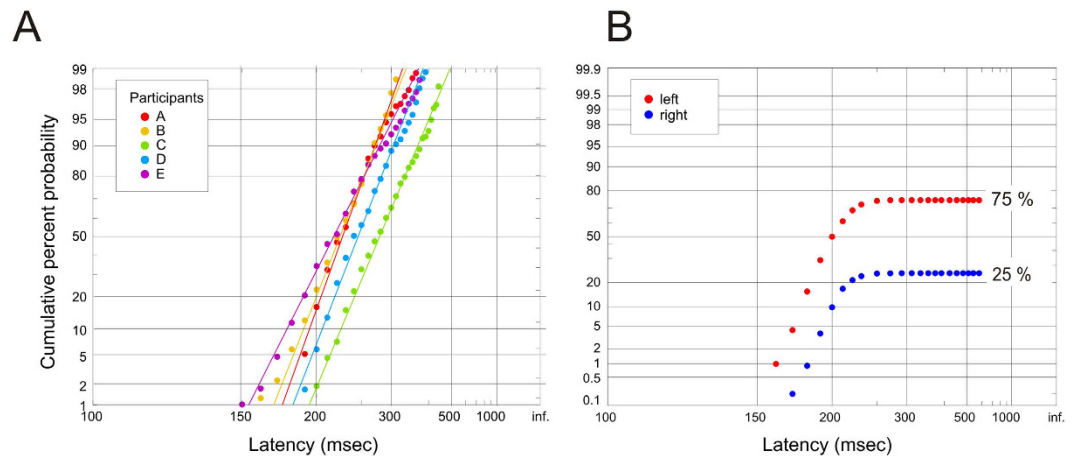 A
B
Cumulative percent probability
99
98
95
90
80
50
20
10
5
2
1
Participants
A
B
C
D
E
100
150
200
300
500
1000
inf.
Latency (msec)
99.9
99.5
99
98
95
90
80
50
20
10
5
2
1
0.5
0.1
left
right
75 %
25 %
100
150
200
300
500
1000
inf.
Latency (msec)